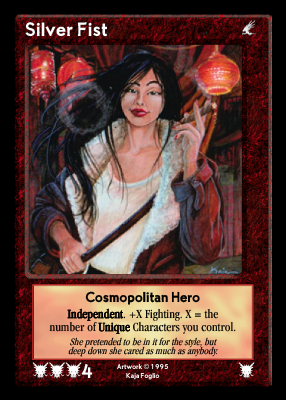 Silver Fist
Cosmopolitan Hero
Independent. +X Fighting. X = the
number of Unique Characters you control.
She pretended to be in it for the style, but
deep down she cared as much as anybody.
4
Artwork © 1995
Kaja Foglio